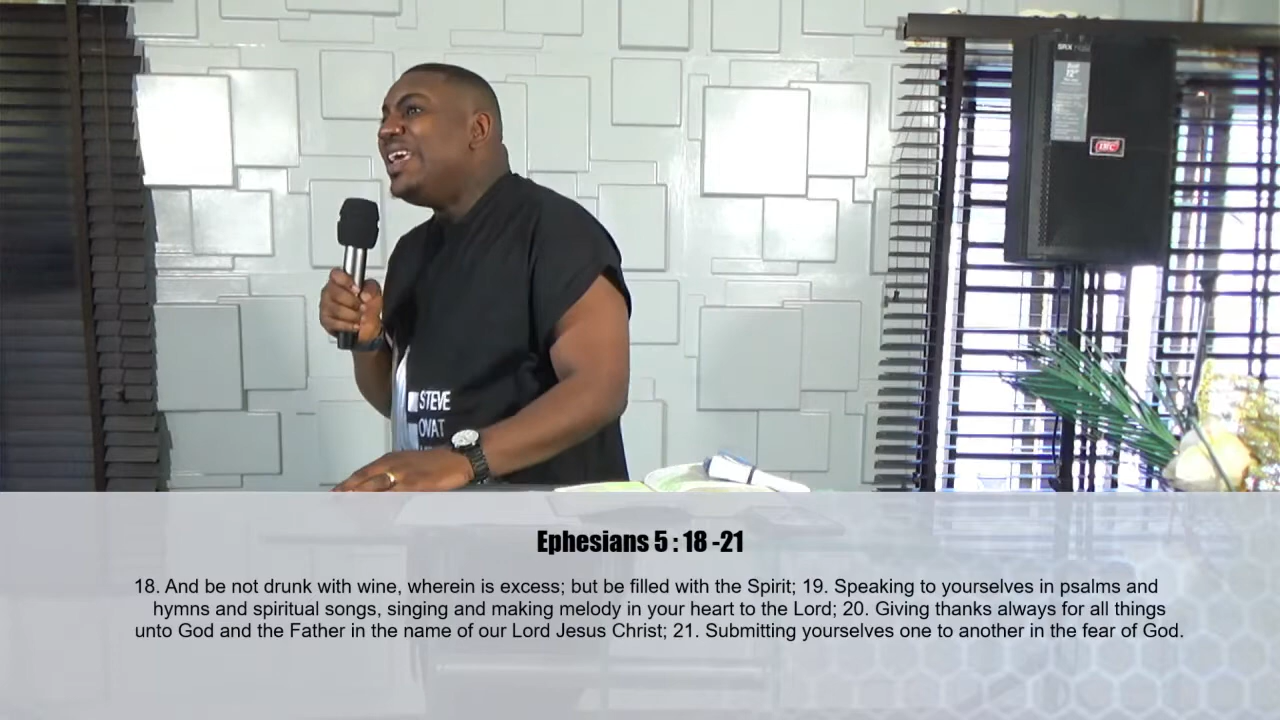 STEVE
OVAT
Ephesians 5 : 18 -21
18. And be not drunk with wine, wherein is excess; but be filled with the Spirit; 19. Speaking to yourselves in psalms and
hymns and spiritual songs, singing and making melody in your heart to the Lord; 20. Giving thanks always for all things
unto God and the Father in the name of our Lord Jesus Christ; 21. Submitting yourselves one to another in the fear of God.